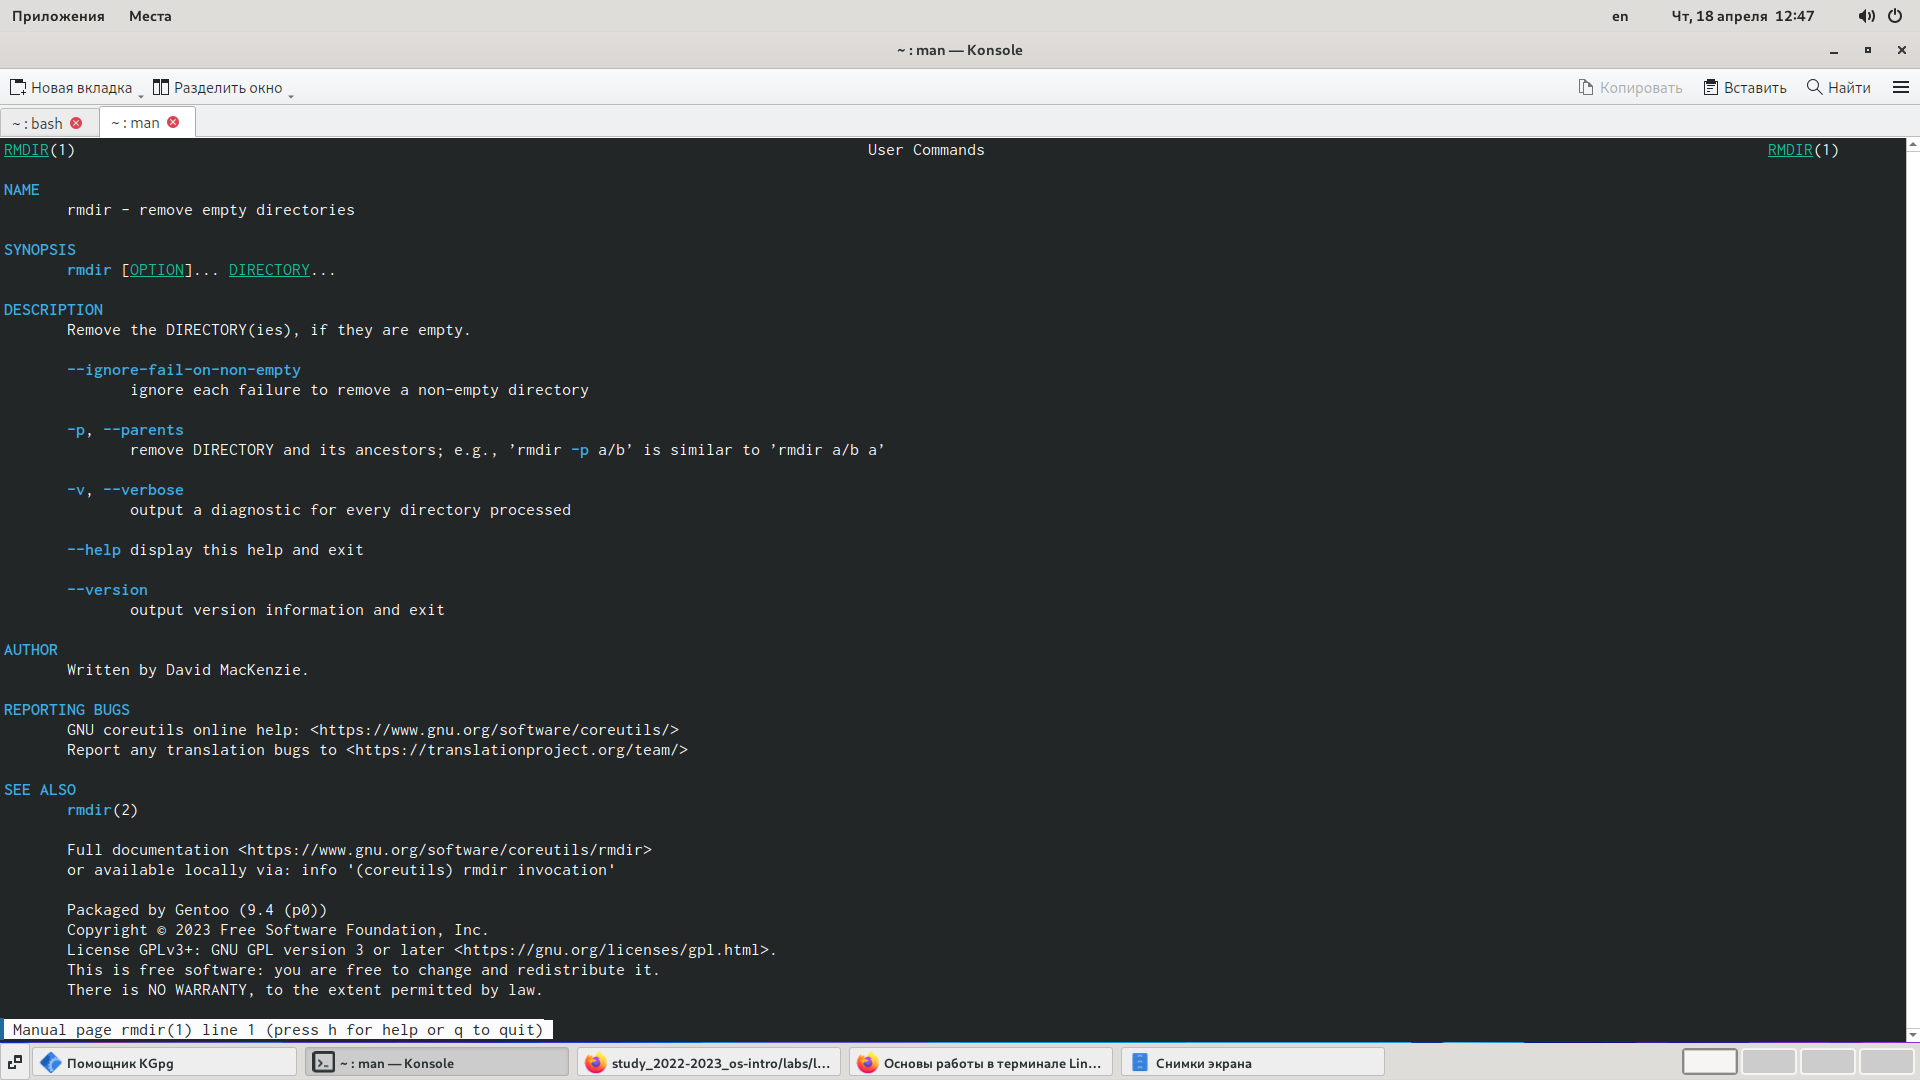 Приложения Места en Чт, 18 апреля 12:47
~ : man — Konsole
Новая вкладка Разделить окно Копировать Вставить Найти
~ : bash ~ : man
RMDIR(1) User Commands RMDIR(1)
NAME
rmdir - remove empty directories
SYNOPSIS
rmdir [OPTION]... DIRECTORY...
DESCRIPTION
Remove the DIRECTORY(ies), if they are empty.
--ignore-fail-on-non-empty
ignore each failure to remove a non-empty directory
-p, --parents
remove DIRECTORY and its ancestors; e.g., ’rmdir -p a/b’ is similar to ’rmdir a/b a’
-v, --verbose
output a diagnostic for every directory processed
--help display this help and exit
--version
output version information and exit
AUTHOR
Written by David MacKenzie.
REPORTING BUGS
GNU coreutils online help: <https://www.gnu.org/software/coreutils/>
Report any translation bugs to <https://translationproject.org/team/>
SEE ALSO
rmdir(2)
Full documentation <https://www.gnu.org/software/coreutils/rmdir>
or available locally via: info '(coreutils) rmdir invocation'
Packaged by Gentoo (9.4 (p0))
Copyright © 2023 Free Software Foundation, Inc.
License GPLv3+: GNU GPL version 3 or later <https://gnu.org/licenses/gpl.html>.
This is free software: you are free to change and redistribute it.
There is NO WARRANTY, to the extent permitted by law.
Manual page rmdir(1) line 1 (press h for help or q to quit)
Помощник KGpg ~ : man — Konsole study_2022-2023_os-intro/labs/l... Основы работы в терминале Lin... Снимки экрана